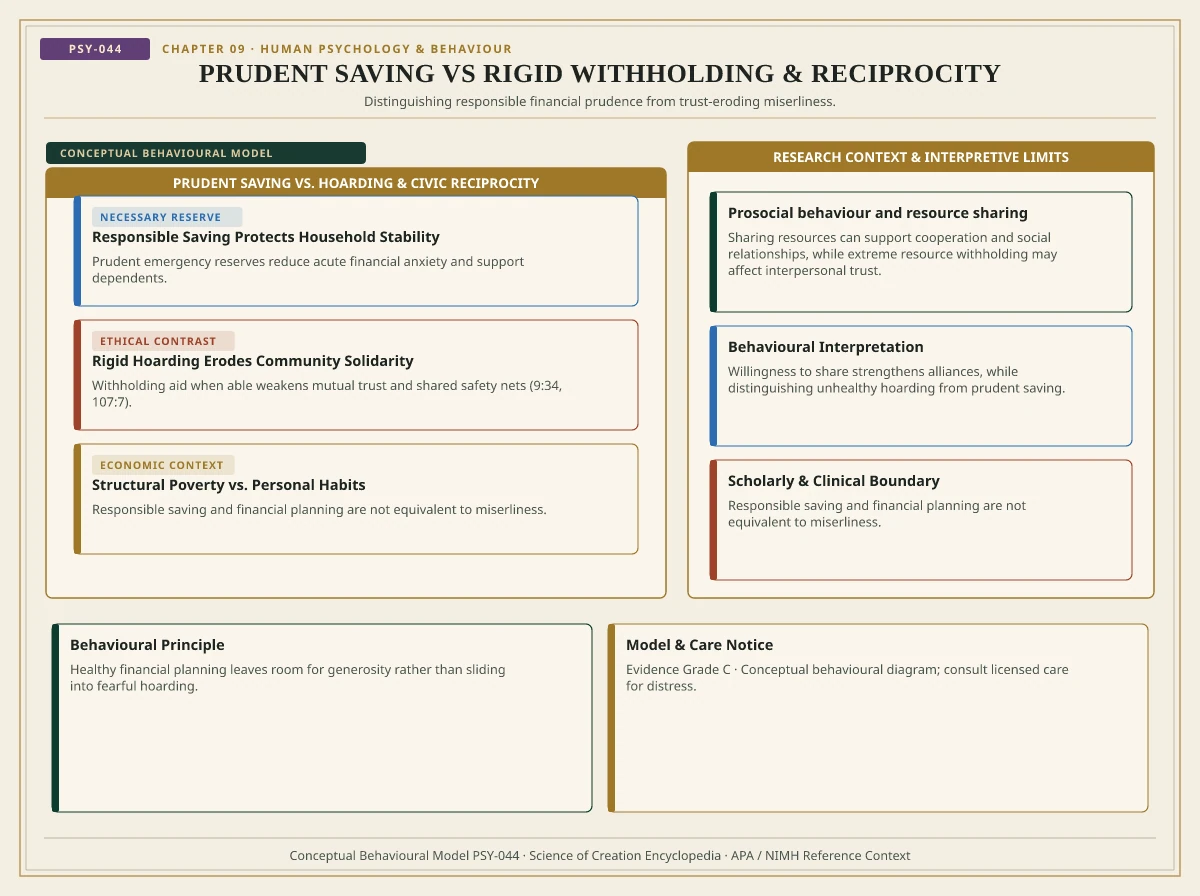 PSY-044
CHAPTER 09 · HUMAN PSYCHOLOGY & BEHAVIOUR
PRUDENT SAVING VS RIGID WITHHOLDING & RECIPROCITY
Distinguishing responsible financial prudence from trust-eroding miserliness.
CONCEPTUAL BEHAVIOURAL MODEL
PRUDENT SAVING VS. HOARDING & CIVIC RECIPROCITY
NECESSARY RESERVE
Responsible Saving Protects Household Stability
Prudent emergency reserves reduce acute financial anxiety and support
dependents.
ETHICAL CONTRAST
Rigid Hoarding Erodes Community Solidarity
Withholding aid when able weakens mutual trust and shared safety nets (9:34,
107:7).
ECONOMIC CONTEXT
Structural Poverty vs. Personal Habits
Responsible saving and financial planning are not equivalent to miserliness.
RESEARCH CONTEXT & INTERPRETIVE LIMITS
Prosocial behaviour and resource sharing
Sharing resources can support cooperation and social
relationships, while extreme resource withholding may
affect interpersonal trust.
Behavioural Interpretation
Willingness to share strengthens alliances, while
distinguishing unhealthy hoarding from prudent saving.
Scholarly & Clinical Boundary
Responsible saving and financial planning are not
equivalent to miserliness.
Behavioural Principle
Healthy financial planning leaves room for generosity rather than sliding
into fearful hoarding.
Model & Care Notice
Evidence Grade C · Conceptual behavioural diagram; consult licensed care
for distress.
Conceptual Behavioural Model PSY-044 · Science of Creation Encyclopedia · APA / NIMH Reference Context